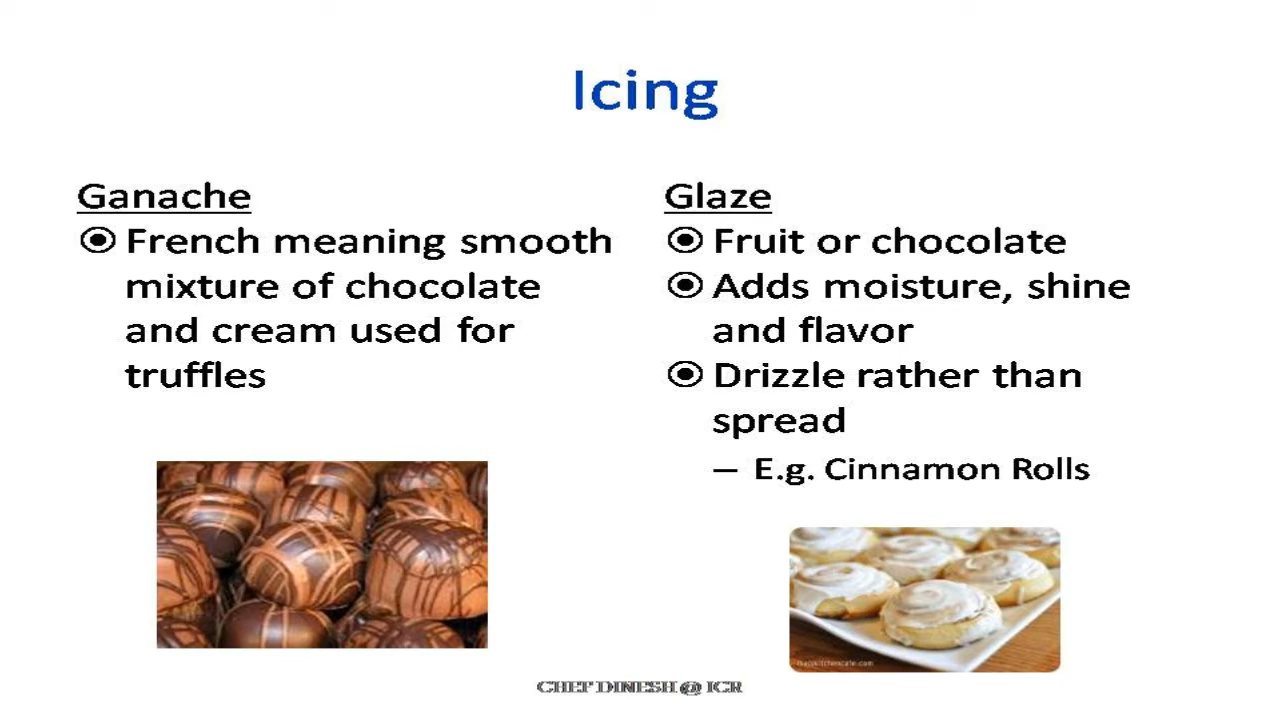 Icing
Ganache
French meaning smooth
mixture of chocolate
and cream used for
truffles
Glaze
Fruit or chocolate
Adds moisture, shine
and flavor
Drizzle rather than
spread
– E.g. Cinnamon Rolls
CHEF DINESH @ ICR